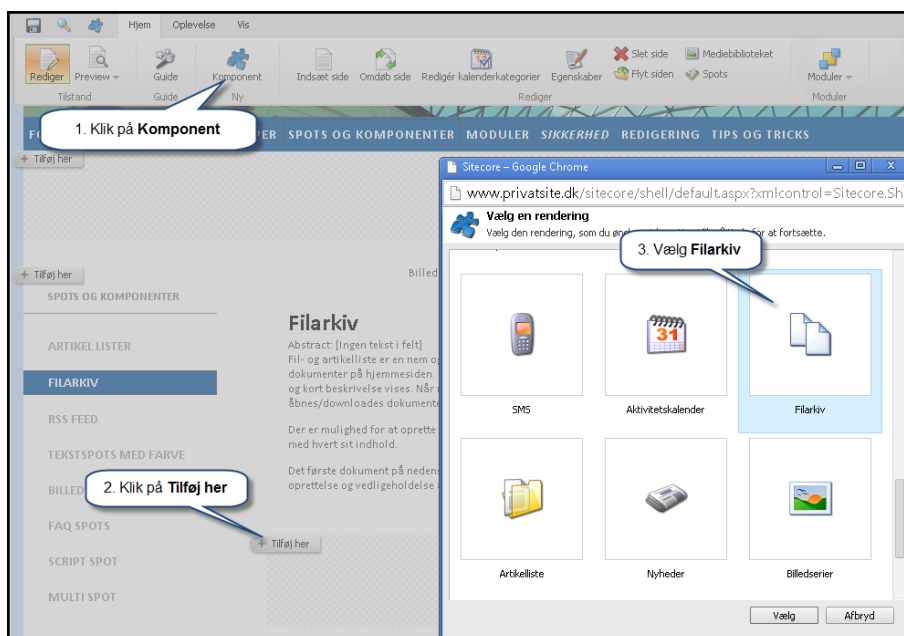 Hjem Oplevelse Vis
Rediger Preview Guide Komponent Indsæt side Omdøb side Redigér kalenderkategorier Egenskaber
Slet side Mediebiblioteket
Flyt siden Spots
Moduler
Tilstand Guide Ny Rediger Moduler
1. Klik på Komponent
SPOTS OG KOMPONENTER MODULER SIKKERHED REDIGERING TIPS OG TRICKS
+ Tilføj her
Sitecore – Google Chrome
www.privatsite.dk/sitecore/shell/default.aspx?xmlcontrol=Sitecore.Sh
Vælg en rendering
Vælg den rendering, som du for at fortsætte.
3. Vælg Filarkiv
+ Tilføj her
Billed
SPOTS OG KOMPONENTER
ARTIKEL LISTER
FILARKIV
RSS FEED
TEKSTSPOTS MED FARVE
BILLED
FAQ SPOTS
SCRIPT SPOT
MULTI SPOT
Filarkiv
Abstract: [Ingen tekst i felt]
Fil- og artikelliste er en nem
dokumenter på hjemmesiden.
og kort beskrivelse vises. Når
åbnes/downloades dokumente
Der er mulighed for at oprette
med hvert sit indhold.
Det første dokument på nedens
oprettelse og vedligeholdelse
2. Klik på Tilføj her
+ Tilføj her
SMS Aktivitetskalender Filarkiv
31
Artikelliste Nyheder Billedserier
Vælg Afbryd